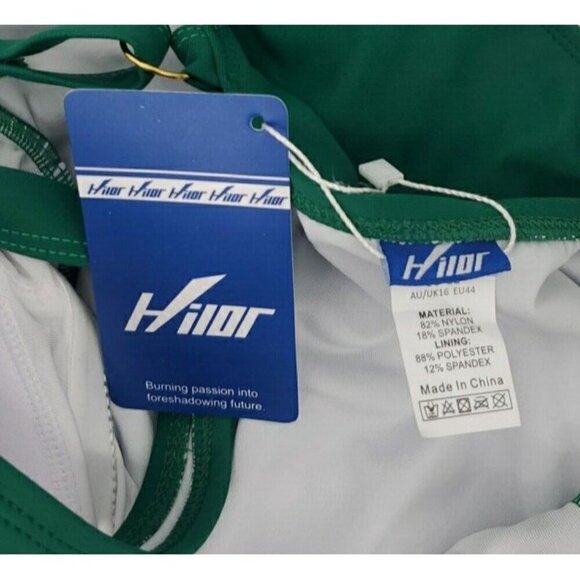 Hilor Hilor Hilor Hilor Hilor
Hilor
Burning passion into
foreshadowing future.
Hilor
AU/UK16 EU44
MATERIAL:
82% NYLON
18% SPANDEX
LINING:
88% POLYESTER
12% SPANDEX
Made In China